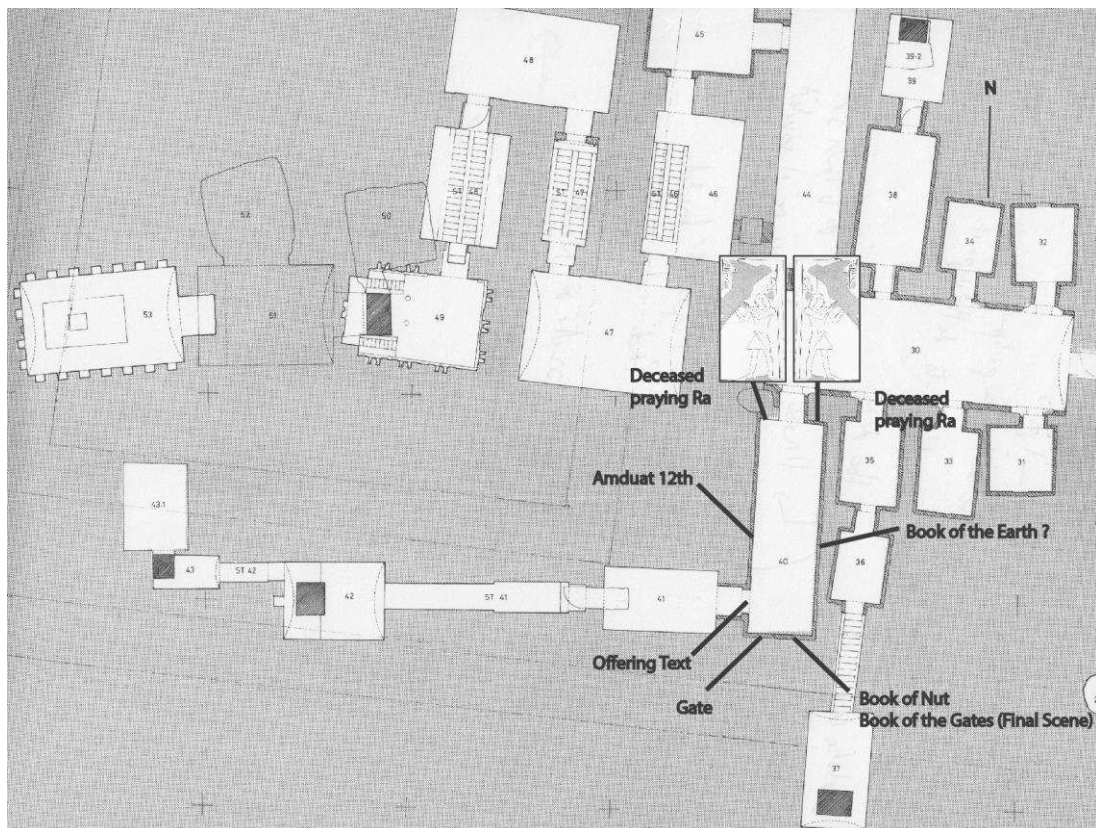 45
48
39-2
39
N
ST 48
ST 47
ST 46
46
44
38
34
32
52
50
53
51
49
47
30
Deceased
praying Ra
Deceased
praying Ra
35
33
31
Amduat 12th
43.1
Book of the Earth ?
40
36
43
ST 42
42
ST 41
41
Offering Text
Gate
Book of Nut
Book of the Gates (Final Scene)
37